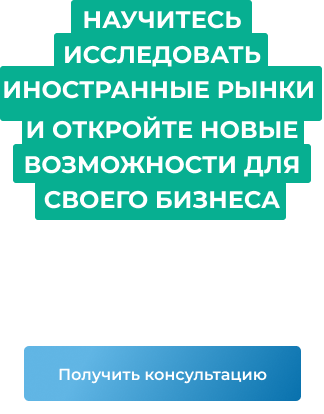 НАУЧИТЕСЬ
ИССЛЕДОВАТЬ
ИНОСТРАННЫЕ РЫНКИ
И ОТКРОЙТЕ НОВЫЕ
ВОЗМОЖНОСТИ ДЛЯ
СВОЕГО БИЗНЕСА
Получить консультацию